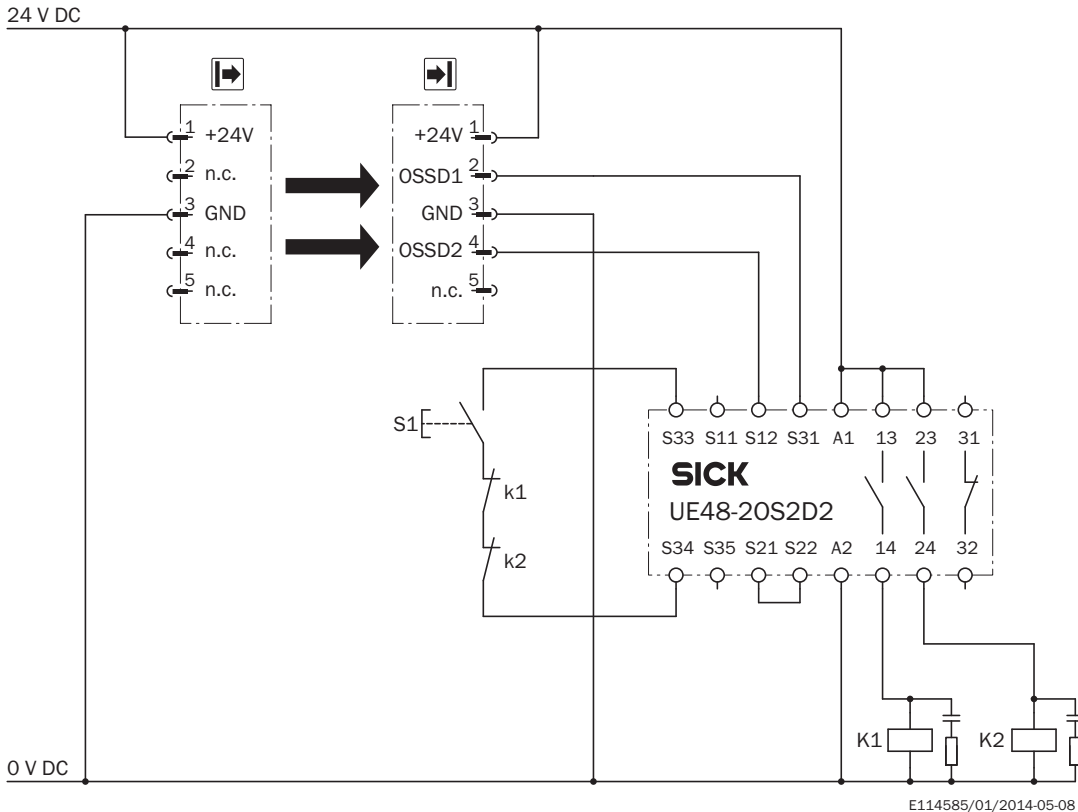 24 V DC
1 +24V
2 n.c.
3 GND
4 n.c.
5 n.c.
+24V 1
OSSD1 2
GND 3
OSSD2 4
n.c. 5
S1
k1
k2
S33 S11 S12 S31 A1 13 23 31
SICK
UE48-20S2D2
S34 S35 S21 S22 A2 14 24 32
K1
K2
0 V DC
E114585/01/2014-05-08